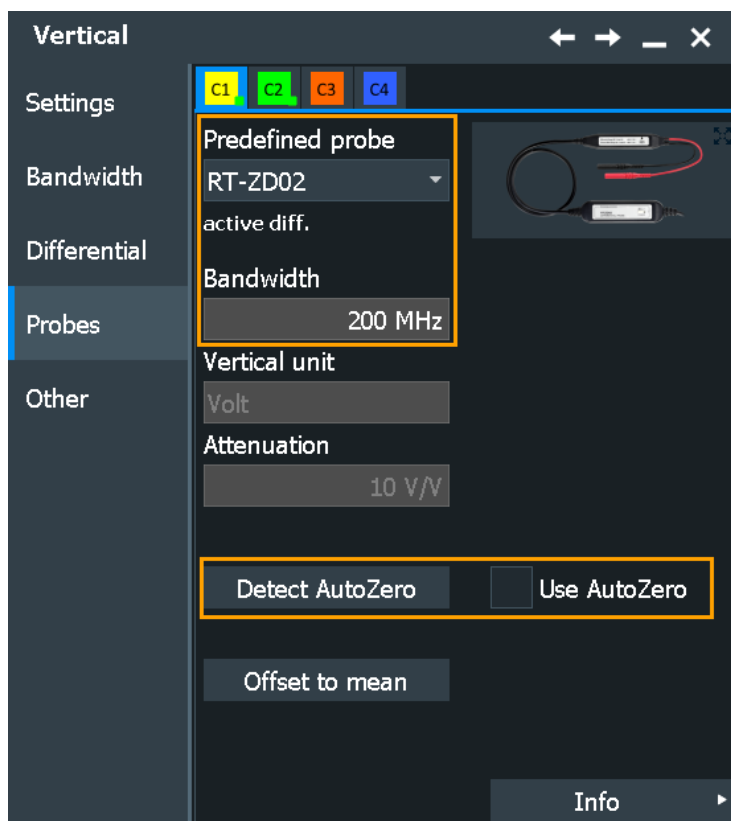 Vertical
Settings
Bandwidth
Differential
Probes
Other
C1 C2 C3 C4
Predefined probe
RT-ZD02
active diff.
Bandwidth
200 MHz
Vertical unit
Volt
Attenuation
10 V/V
Detect AutoZero
Use AutoZero
Offset to mean
Info